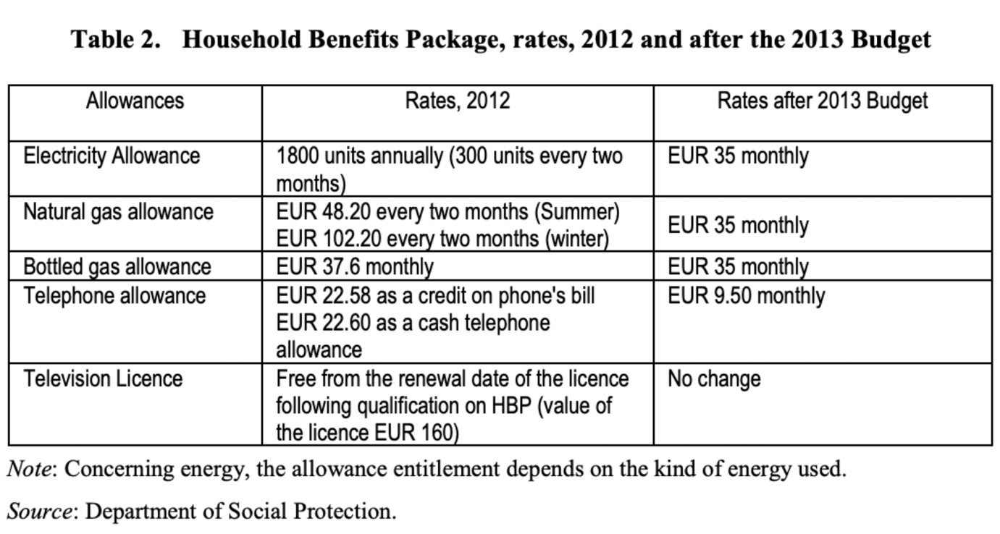 Table 2. Household Benefits Package, rates, 2012 and after the 2013 Budget
Allowances
Rates, 2012
Rates after 2013 Budget
Electricity Allowance
1800 units annually (300 units every two
months)
EUR 35 monthly
Natural gas allowance
EUR 48.20 every two months (Summer)
EUR 102.20 every two months (winter)
EUR 35 monthly
Bottled gas allowance
EUR 37.6 monthly
EUR 35 monthly
Telephone allowance
EUR 22.58 as a credit on phone's bill
EUR 22.60 as a cash telephone
allowance
EUR 9.50 monthly
Television Licence
Free from the renewal date of the licence
following qualification on HBP (value of
the licence EUR 160)
No change
Note: Concerning energy, the allowance entitlement depends on the kind of energy used.
Source: Department of Social Protection.